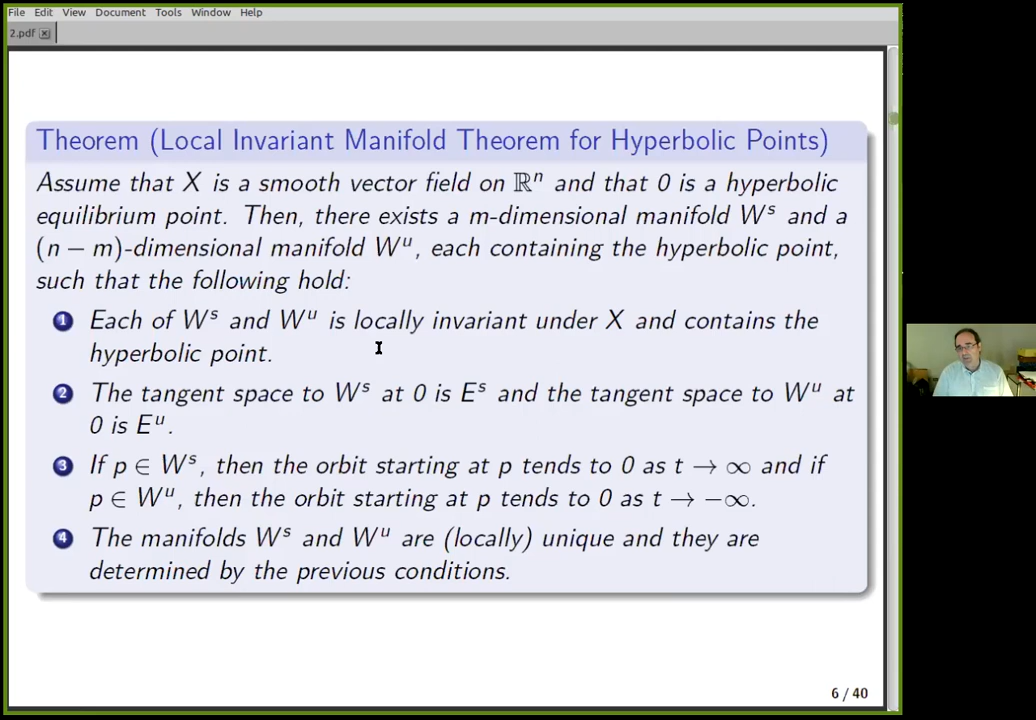 File Edit View Document Tools Windows Help
2.pdf
Theorem (Local Invariant Manifold Theorem for Hyperbolic Points)
Assume that X is a smooth vector field on ℝⁿ and that 0 is a hyperbolic
equilibrium point. Then, there exists a m-dimensional manifold Wˢ and a
(n − m)-dimensional manifold Wᵘ, each containing the hyperbolic point,
such that the following hold:
1 Each of Wˢ and Wᵘ is locally invariant under X and contains the
hyperbolic point.
2 The tangent space to Wˢ at 0 is Eˢ and the tangent space to Wᵘ at
0 is Eᵘ.
3 If p ∈ Wˢ, then the orbit starting at p tends to 0 as t → ∞ and if
p ∈ Wᵘ, then the orbit starting at p tends to 0 as t → −∞.
4 The manifolds Wˢ and Wᵘ are (locally) unique and they are
determined by the previous conditions.
6 / 40